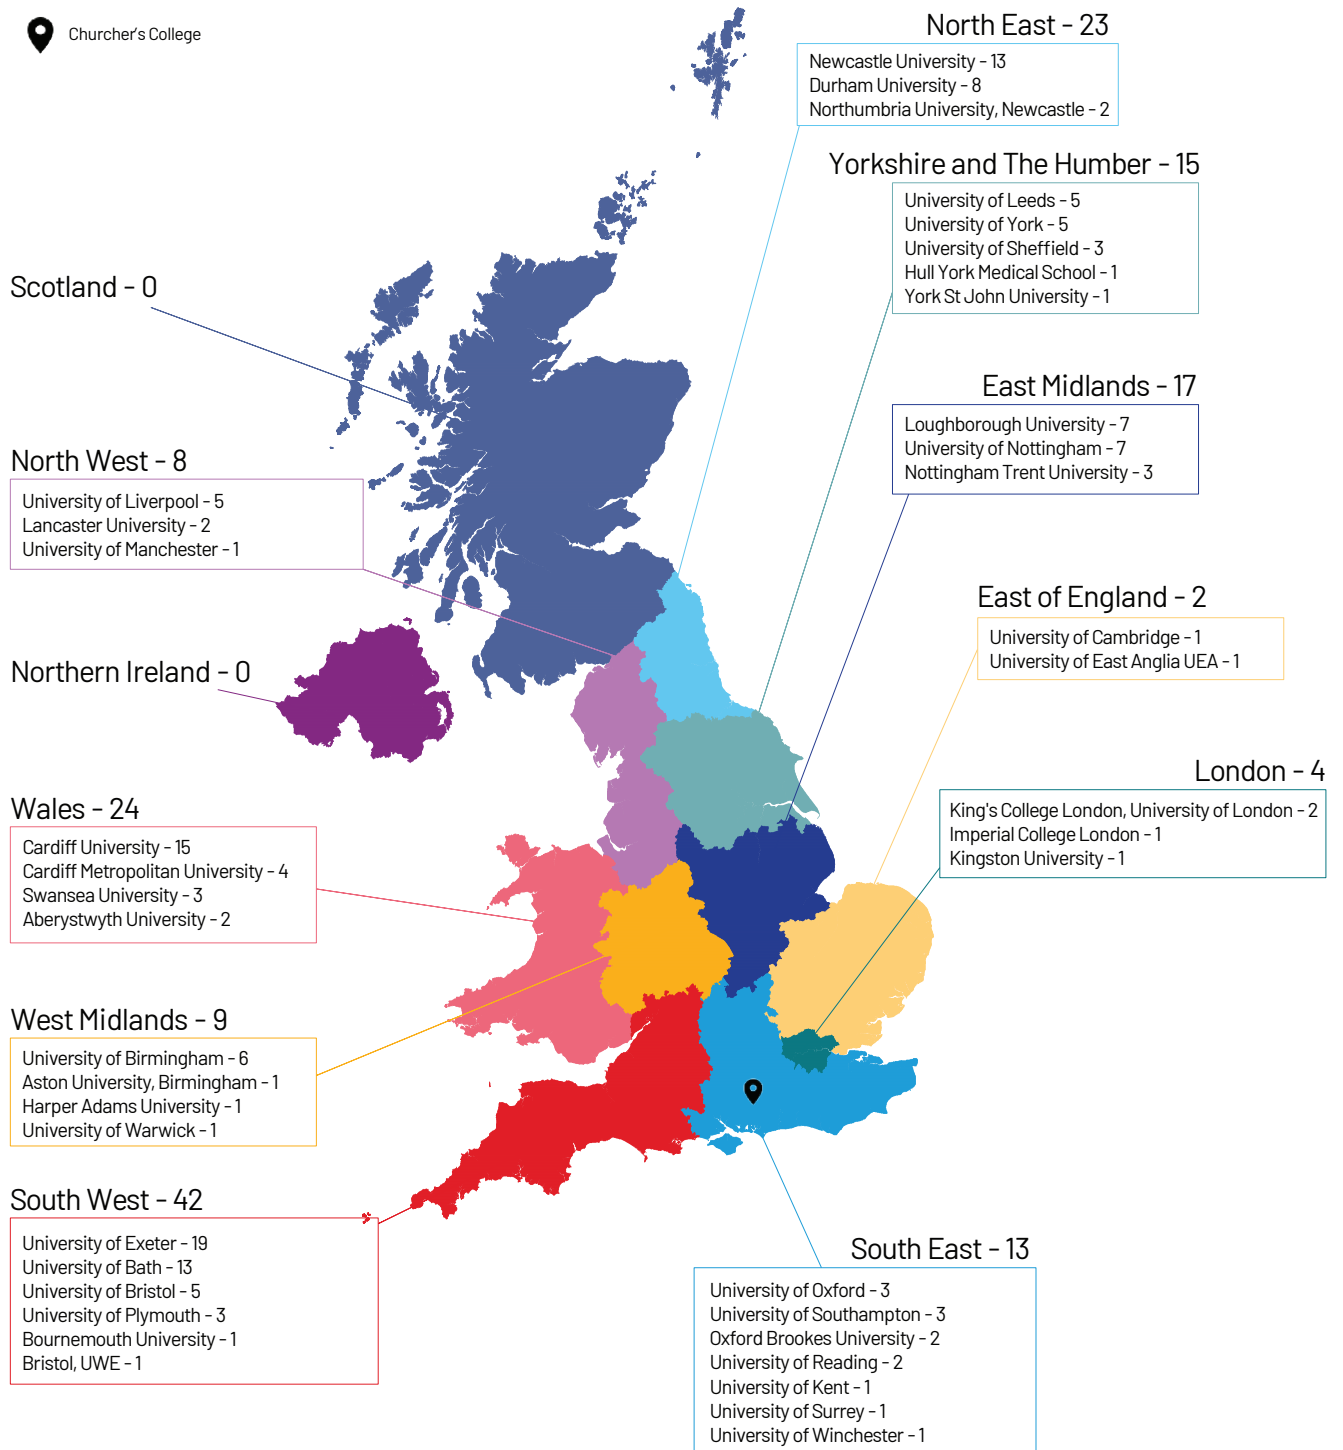 Churcher's College
North East - 23
Newcastle University - 13
Durham University - 8
Northumbria University, Newcastle - 2
Yorkshire and The Humber - 15
University of Leeds - 5
University of York - 5
University of Sheffield - 3
Hull York Medical School - 1
York St John University - 1
Scotland - 0
East Midlands - 17
Loughborough University - 7
University of Nottingham - 7
Nottingham Trent University - 3
North West - 8
University of Liverpool - 5
Lancaster University - 2
University of Manchester - 1
East of England - 2
University of Cambridge - 1
University of East Anglia UEA - 1
Northern Ireland - 0
London - 4
King's College London, University of London - 2
Imperial College London - 1
Kingston University - 1
Wales - 24
Cardiff University - 15
Cardiff Metropolitan University - 4
Swansea University - 3
Aberystwyth University - 2
West Midlands - 9
University of Birmingham - 6
Aston University, Birmingham - 1
Harper Adams University - 1
University of Warwick - 1
South West - 42
University of Exeter - 19
University of Bath - 13
University of Bristol - 5
University of Plymouth - 3
Bournemouth University - 1
Bristol, UWE - 1
South East - 13
University of Oxford - 3
University of Southampton - 3
Oxford Brookes University - 2
University of Reading - 2
University of Kent - 1
University of Surrey - 1
University of Winchester - 1